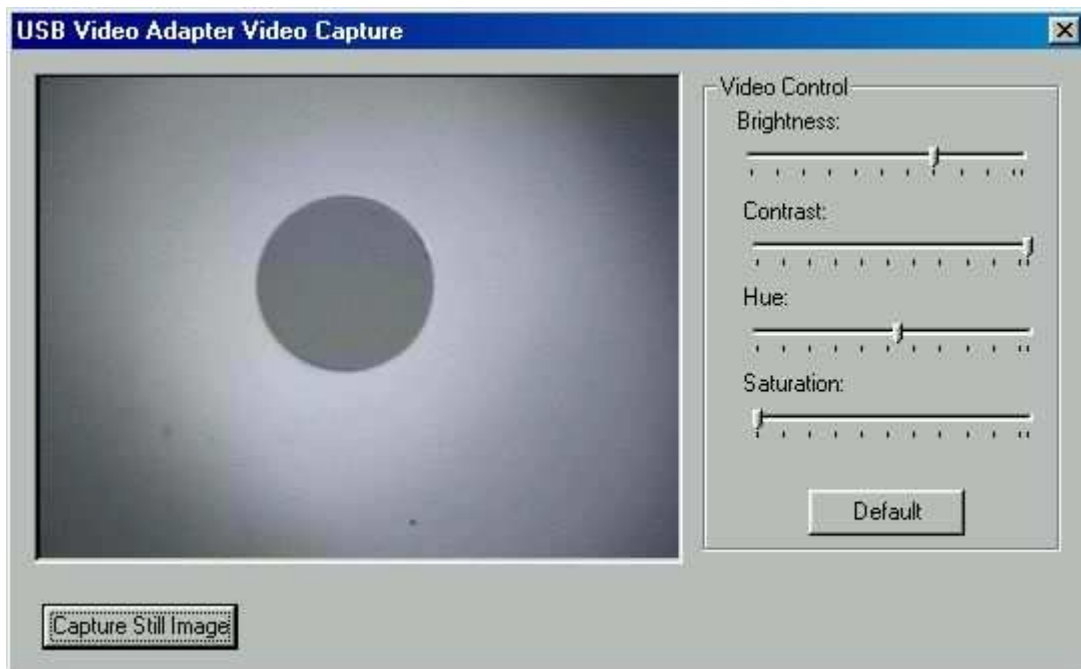 USB Video Adapter Video Capture
Video Control
Brightness:
Contrast:
Hue:
Saturation:
Default
Capture Still Image